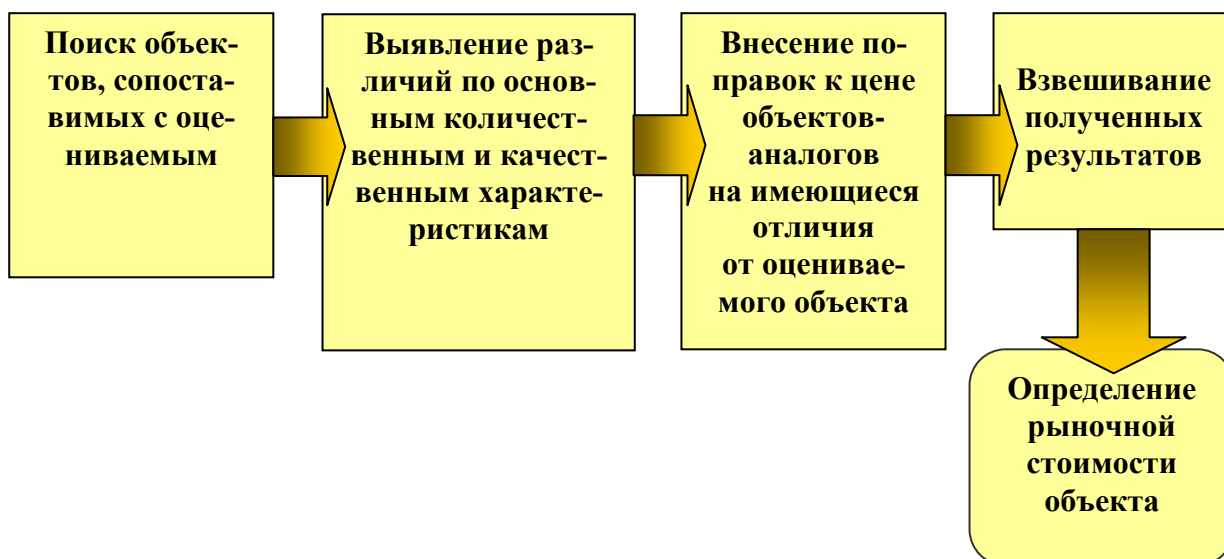 Поиск объек-
тов, сопоста-
вимых с оце-
ниваемым
Выявление раз-
личий по основ-
ным количест-
венным и качест-
венным характе-
ристикам
Внесение по-
правок к цене
объектов-
аналогов
на имеющиеся
отличия
от оценивае-
мого объекта
Взвешивание
полученных
результатов
Определение
рыночной
стоимости
объекта